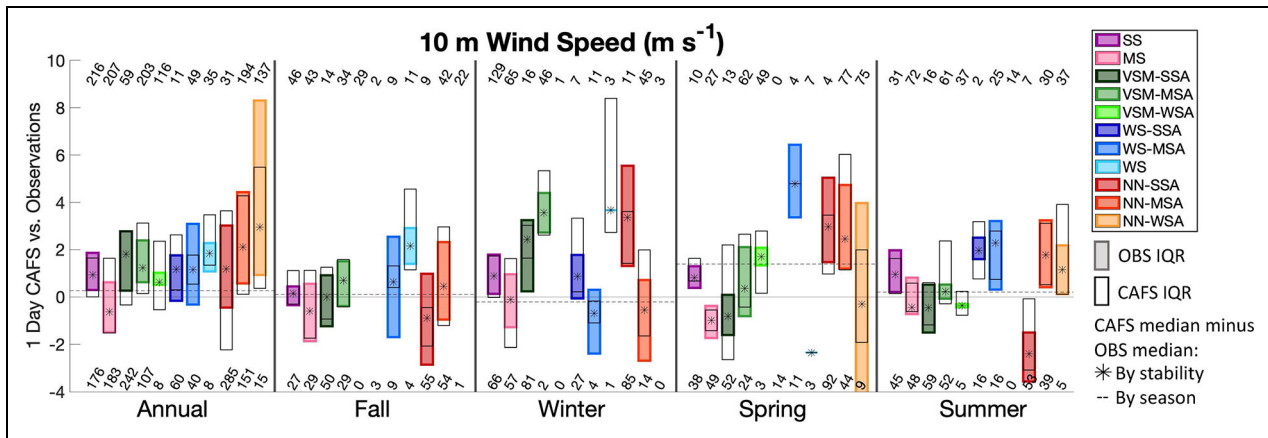 10 m Wind Speed (m s⁻¹)
1 Day CAFS vs. Observations
10
8
6
4
2
0
-2
-4
216 207 59 203 116 11 49 35 31 194 137
46 43 14 34 29 2 9 11 9 42 22
129 65 16 46 1 7 11 3 11 45 3
10 27 13 62 49 0 4 7 4 77 75
31 72 16 61 37 2 25 14 7 30 37
176 183 242 107 8 60 40 8 285 151 15
27 29 50 29 0 3 9 4 55 54 1
66 57 81 2 0 27 4 1 85 14 0
38 49 52 24 3 14 11 3 92 44 9
45 48 59 52 5 16 16 0 53 39 5
Annual
Fall
Winter
Spring
Summer
SS
MS
VSM-SSA
VSM-MSA
VSM-WSA
WS-SSA
WS-MSA
WS
NN-SSA
NN-MSA
NN-WSA
OBS IQR
CAFS IQR
CAFS median minus
OBS median:
By stability
-- By season